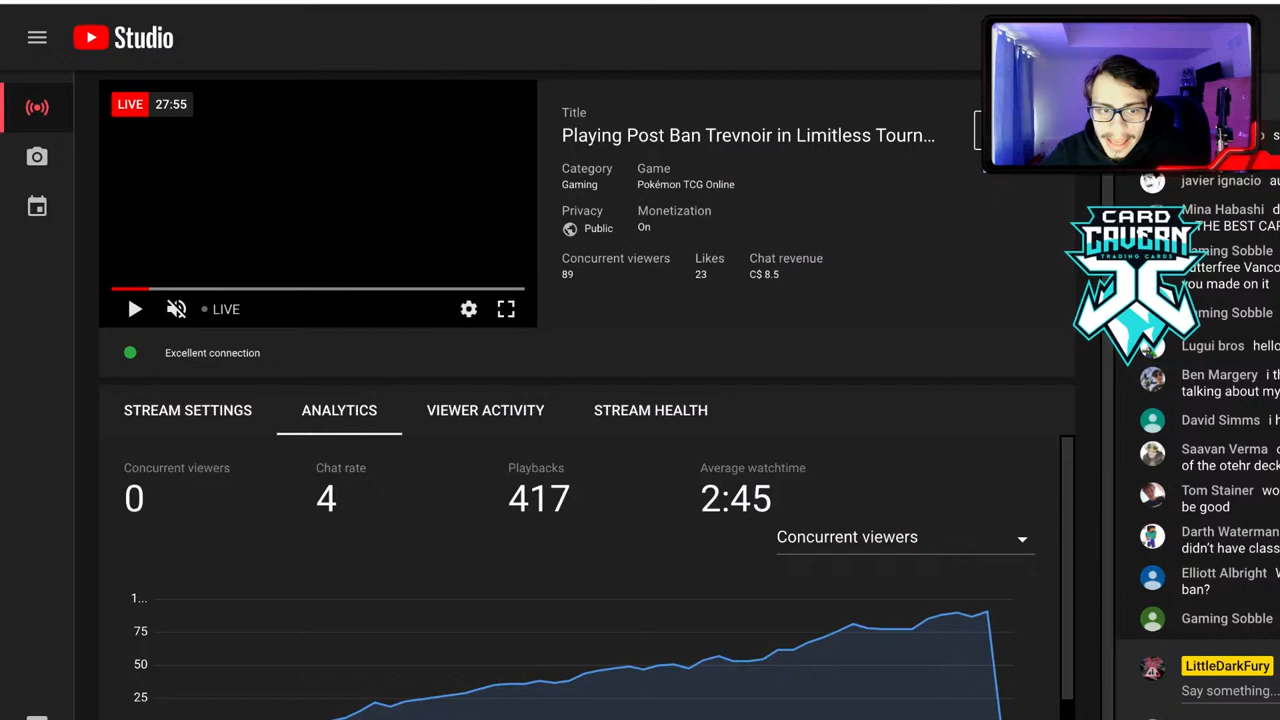 Studio
LIVE 27:55
LIVE
Excellent connection
Title
Playing Post Ban Trevnoir in Limitless Tourn...
Category
Gaming
Game
Pokémon TCG Online
Privacy
Public
Monetization
On
Concurrent viewers
89
Likes
23
Chat revenue
C$ 8.5
STREAM SETTINGS
ANALYTICS
VIEWER ACTIVITY
STREAM HEALTH
Concurrent viewers
0
Chat rate
4
Playbacks
417
Average watchtime
2:45
Concurrent viewers
1...
75
50
25
javier ignacio
Mina Habashi
THE BEST CAR
CARD
CAVERN
TRADING CARDS
you made on it
Lugui bros hello
Ben Margery i th
talking about my
David Simms i h
Saavan Verma
of the otehr deck
Tom Stainer wo
be good
Darth Waterman
didn't have class
Elliott Albright W
ban?
Gaming Sobble
LittleDarkFury
Say something...